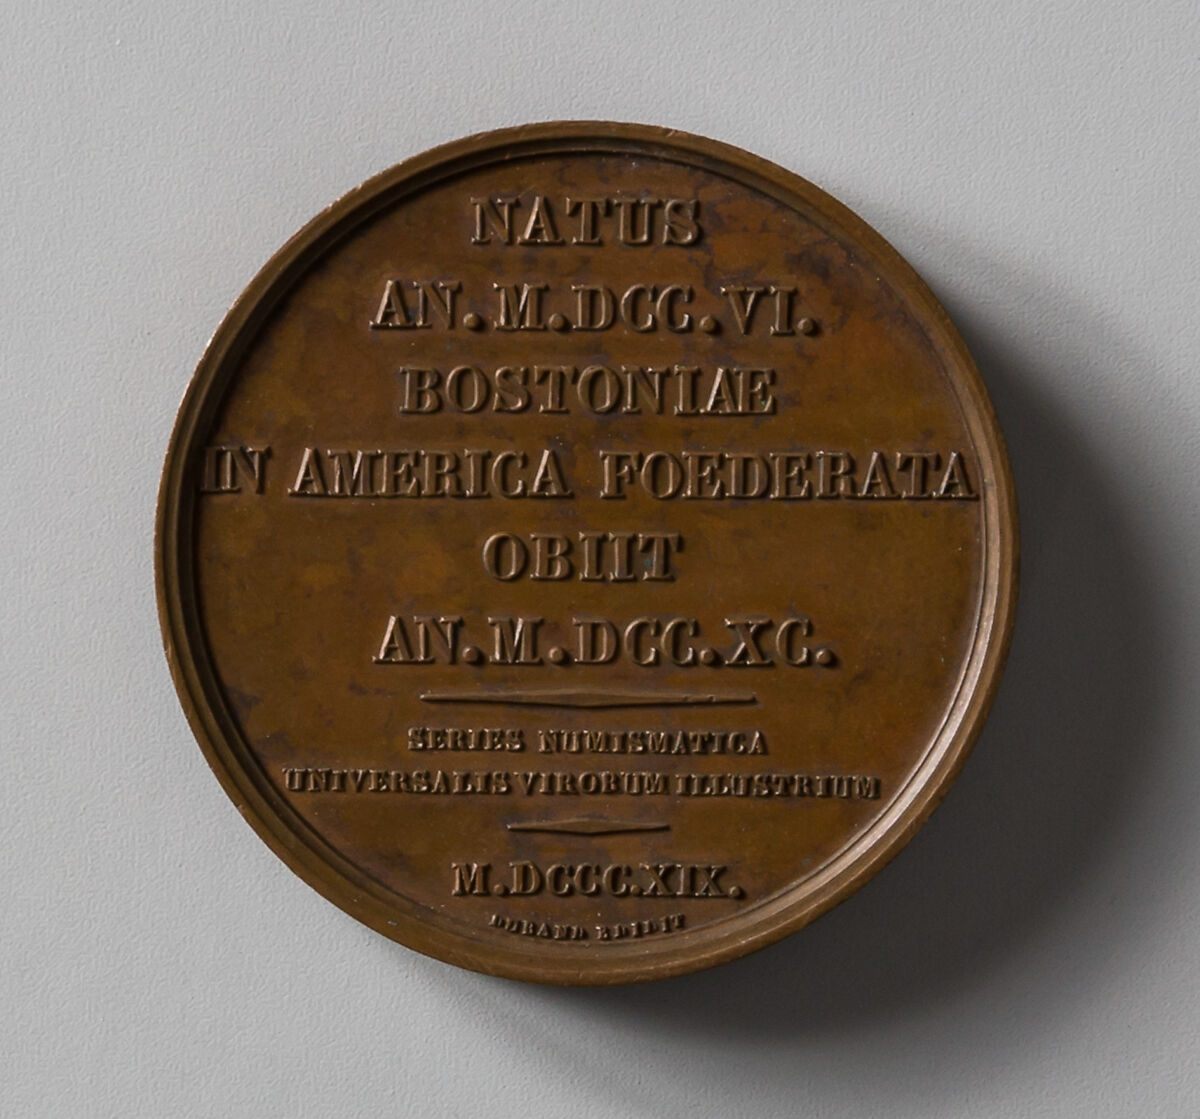 NATUS
AN. M. DCC. VI.
BOSTONIÆ
IN AMERICA FOEDERATA
OBIIT
AN. M. DCC. XC.
SERIES NUMISMATICA
UNIVERSALIS VIRORUM ILLUSTRIUM
M. DCCC. XIX.
DURAND EDIDIT